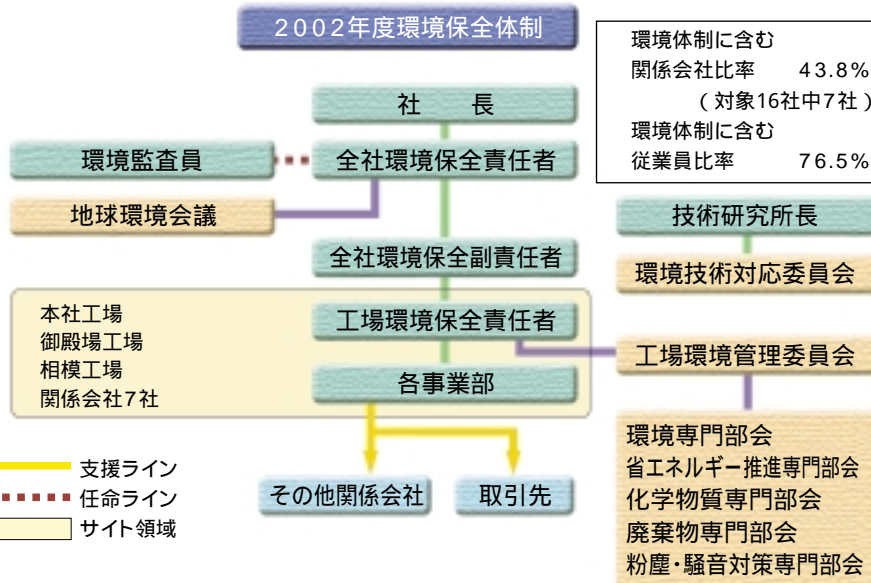 2002年度環境保全体制
環境体制に含む
関係会社比率 43.8%
(対象16社中7社)
環境体制に含む
従業員比率 76.5%
社 長
環境監査員
全社環境保全責任者
地球環境会議
技術研究所長
全社環境保全副責任者
環境技術対応委員会
本社工場
御殿場工場
相模工場
関係会社7社
工場環境保全責任者
工場環境管理委員会
各事業部
環境専門部会
省エネルギー推進専門部会
化学物質専門部会
廃棄物専門部会
粉塵・騒音対策専門部会
支援ライン
任命ライン
サイト領域
その他関係会社
取引先